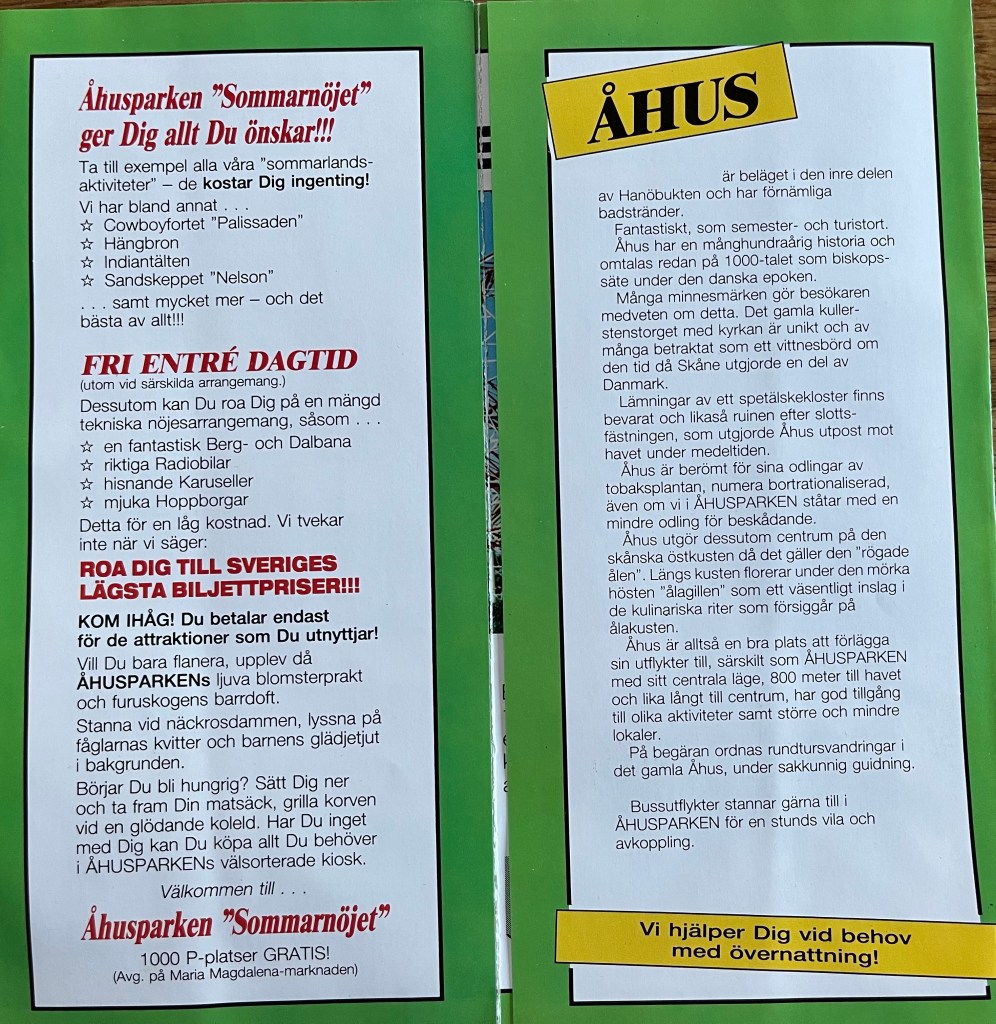 Åhusparken ”Sommarnöjet”
ger Dig allt Du önskar!!!
Ta till exempel alla våra ”sommarlands-
aktiviteter” – de kostar Dig ingenting!
Vi har bland annat . . .
☆ Cowboyfortet ”Palissaden”
☆ Hängbron
☆ Indiantälten
☆ Sandskeppet ”Nelson”
. . . samt mycket mer – och det
bästa av allt!!!
FRI ENTRÉ DAGTID
(utom vid särskilda arrangemang.)
Dessutom kan Du roa Dig på en mängd
tekniska nöjesarrangemang, såsom . . .
☆ en fantastisk Berg- och Dalbana
☆ riktiga Radiobilar
☆ hisnande Karuseller
☆ mjuka Hoppborgar
Detta för en låg kostnad. Vi tvekar
inte när vi säger:
ROA DIG TILL SVERIGES
LÄGSTA BILJETTPRISER!!!
KOM IHÅG! Du betalar endast
för de attraktioner som Du utnyttjar!
Vill Du bara flanera, upplev då
ÅHUSPARKENs ljuva blomsterprakt
och furuskogens barrdoft.
Stanna vid näckrosdammen, lyssna på
fåglarnas kvitter och barnens glädjetjut
i bakgrunden.
Börjar Du bli hungrig? Sätt Dig ner
och ta fram Din matsäck, grilla korven
vid en glödande koleld. Har Du inget
med Dig kan Du köpa allt Du behöver
i ÅHUSPARKENs välsorterade kiosk.
Välkommen till . . .
Åhusparken ”Sommarnöjet”
1000 P-platser GRATIS!
(Avg. på Maria Magdalena-marknaden)
ÅHUS
är beläget i den inre delen
av Hanöbukten och har förnämliga
badstränder.
Fantastiskt, som semester- och turistort.
Åhus har en månghundraårig historia och
omtalas redan på 1000-talet som biskops-
säte under den danska epoken.
Många minnesmärken gör besökaren
medveten om detta. Det gamla kuller-
stenstorget med kyrkan är unikt och av
många betraktat som ett vittnesbörd om
den tid då Skåne utgjorde en del av
Danmark.
Lämningar av ett spetälskekloster finns
bevarat och likaså ruinen efter slotts-
fästningen, som utgjorde Åhus utpost mot
havet under medeltiden.
Åhus är berömt för sina odlingar av
tobaksplantan, numera bortrationaliserad,
även om vi i ÅHUSPARKEN ståtar med en
mindre odling för beskådande.
Åhus utgör dessutom centrum på den
skånska östkusten då det gäller den ”rögade
ålen”. Längs kusten florerar under den mörka
hösten ”ålagillen” som ett väsentligt inslag i
de kulinariska riter som försiggår på
ålakusten.
Åhus är alltså en bra plats att förlägga
sin utflykter till, särskilt som ÅHUSPARKEN
med sitt centrala läge, 800 meter till havet
och lika långt till centrum, har god tillgång
till olika aktiviteter samt större och mindre
lokaler.
På begäran ordnas rundtursvandringar i
det gamla Åhus, under sakkunnig guidning.
Bussutflykter stannar gärna till i
ÅHUSPARKEN för en stunds vila och
avkoppling.
Vi hjälper Dig vid behov
med övernattning!